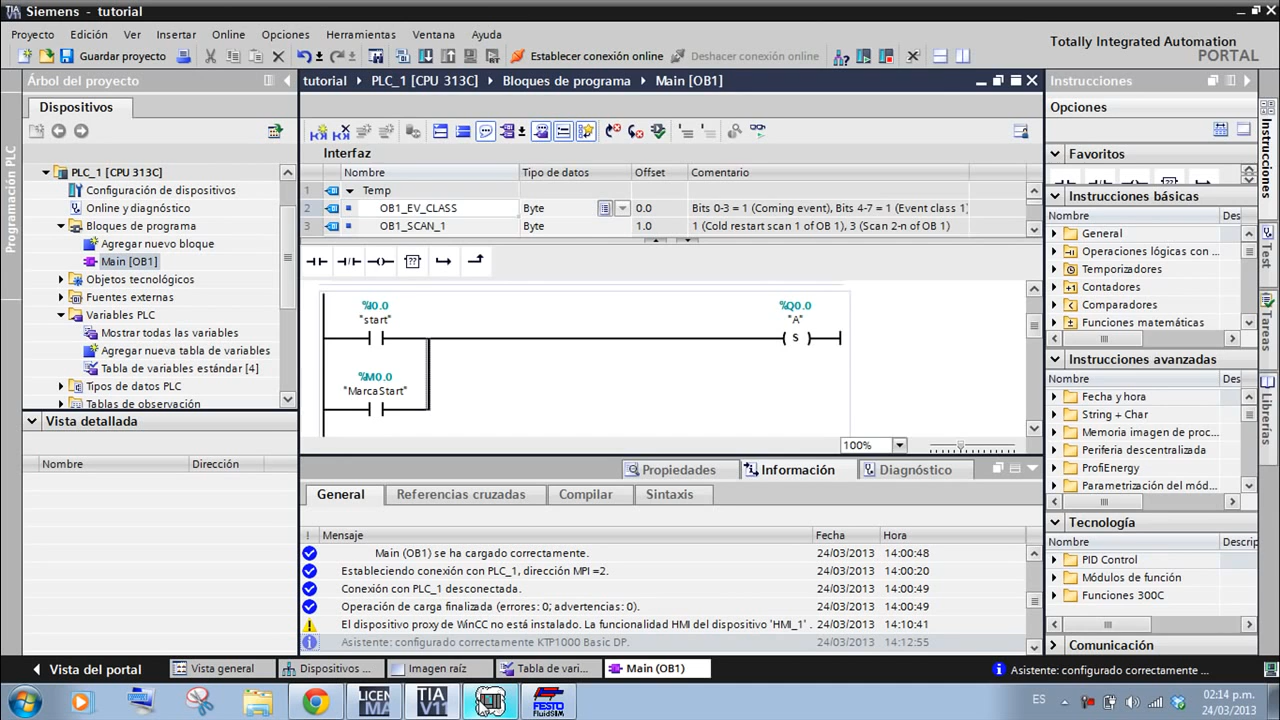 Siemens - tutorial
Proyecto Edición Ver Insertar Online Opciones Herramientas Ventana Ayuda
Totally Integrated Automation
PORTAL
Guardar proyecto
Establecer conexión online
Deshacer conexión online
Árbol del proyecto
tutorial PLC_1 [CPU 313C] Bloques de programa Main [OB1]
Instrucciones
Dispositivos
Programación PLC
PLC_1 [CPU 313C]
Configuración de dispositivos
Online y diagnóstico
Bloques de programa
Agregar nuevo bloque
Main [OB1]
Objetos tecnológicos
Fuentes externas
Variables PLC
Mostrar todas las variables
Agregar nueva tabla de variables
Tabla de variables estándar [4]
Tipos de datos PLC
Tablas de observación
Vista detallada
Nombre Dirección
Interfaz
Nombre Tipo de datos Offset Comentario
1 Temp
2 OB1_EV_CLASS Byte 0.0 Bits 0-3 = 1 (Coming event), Bits 4-7 = 1 (Event class 1)
3 OB1_SCAN_1 Byte 1.0 1 (cold restart scan 1 of OB 1), 3 (Scan 2-n of OB 1)
??
%I0.0
"start"
%Q0.0
"A"
S
%M0.0
"MarcaStart"
100%
Propiedades Información Diagnóstico
General Referencias cruzadas Compilar Sintaxis
! Mensaje Fecha Hora
Main (OB1) se ha cargado correctamente. 24/03/2013 14:00:48
Estableciendo conexión con PLC_1, dirección MPI =2. 24/03/2013 14:00:20
Conexión con PLC_1 desconectada. 24/03/2013 14:00:49
Operación de carga finalizada (errores: 0; advertencias: 0). 24/03/2013 14:00:49
El dispositivo proxy de WinCC no está instalado. La funcionalidad HMI del dispositivo 'HMI_1' . 24/03/2013 14:10:41
Asistente: configurado correctamente KTP1000 Basic DP. 24/03/2013 14:12:55
Opciones
Favoritos
??
Instrucciones básicas
Nombre Des
General
Operaciones lógicas con ...
Temporizadores
Contadores
Comparadores
Funciones matemáticas
Instrucciones avanzadas
Nombre Des
Fecha y hora
String + Char
Memoria imagen de proc...
Periferia descentralizada
ProfiEnergy
Parametrización del mód...
Tecnología
Nombre Descrip
PID Control
Módulos de función
Funciones 300C
Comunicación
Instrucciones
Test
Tareas
Librerías
Vista del portal
Vista general
Dispositivos ...
Imagen raíz
Tabla de vari...
Main (OB1)
Asistente: configurado correctamente ...
LICEN
MA
TIA
V11
FESTO
FluidSIM
ES
02:14 p.m.
24/03/2013